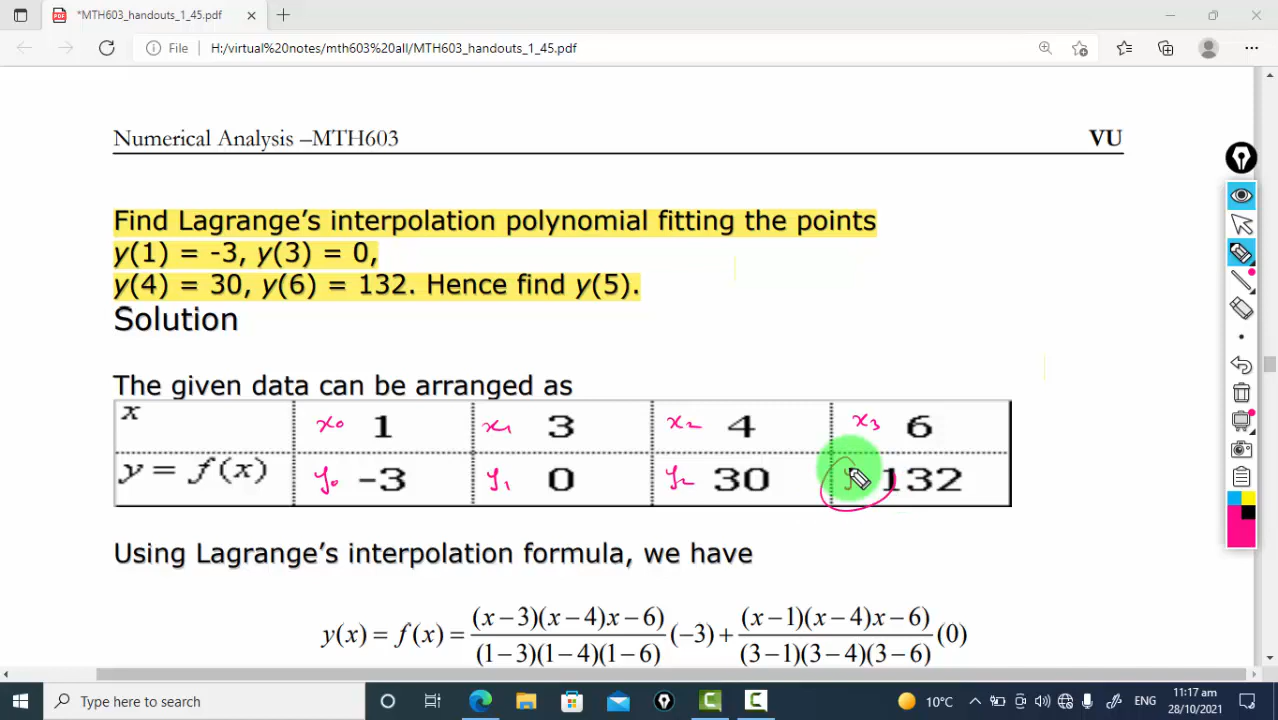 *MTH603_handouts_1_45.pdf
File H:/virtual%20notes/mth603%20all/MTH603_handouts_1_45.pdf
Numerical Analysis –MTH603 VU
Find Lagrange’s interpolation polynomial fitting the points
y(1) = -3, y(3) = 0,
y(4) = 30, y(6) = 132. Hence find y(5).
Solution
The given data can be arranged as
x x₀ 1 x₁ 3 x₂ 4 x₃ 6
y = f(x) y₀ -3 y₁ 0 y₂ 30 132
Using Lagrange’s interpolation formula, we have
y(x) = f(x) = (x−3)(x−4)x−6)/(1−3)(1−4)(1−6) (−3) + (x−1)(x−4)x−6)/(3−1)(3−4)(3−6) (0)
Type here to search 10°C ENG 11:17 am
28/10/2021